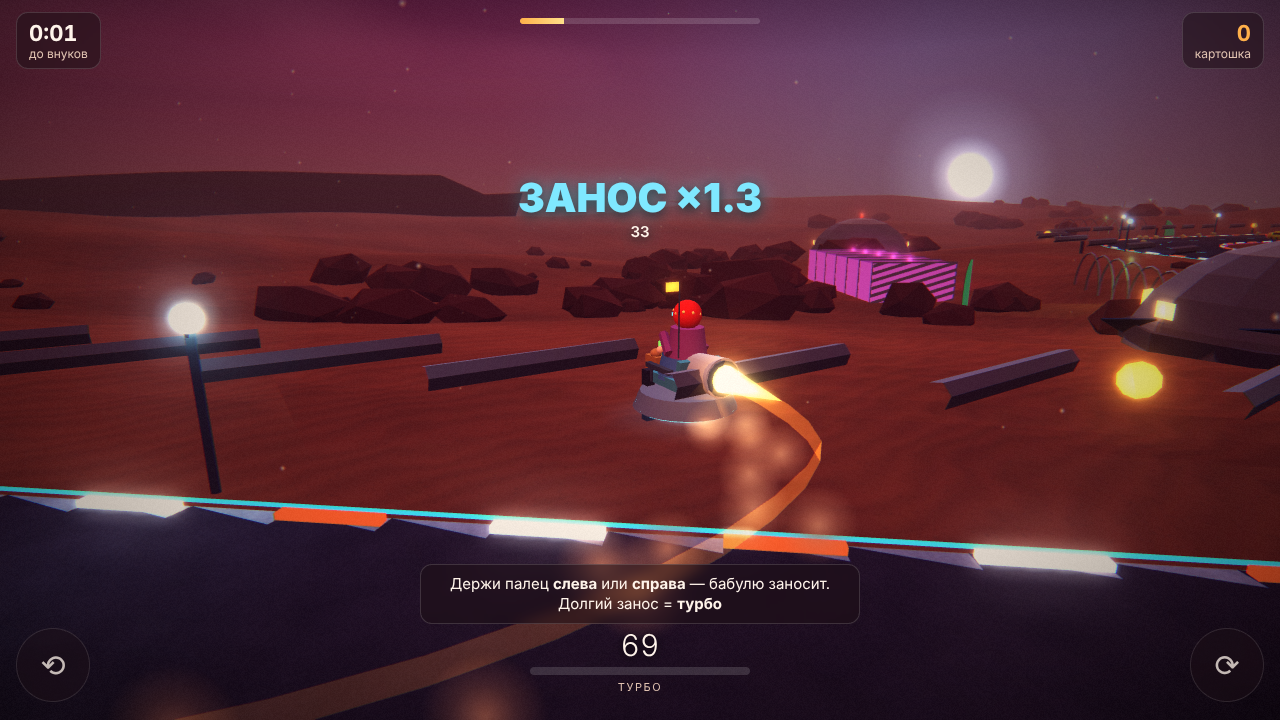 0:01
до внуков
0
картошка
ЗАНОС ×1.3
33
Держи палец слева или справа — бабулю заносит.
Долгий занос = турбо
69
ТУРБО